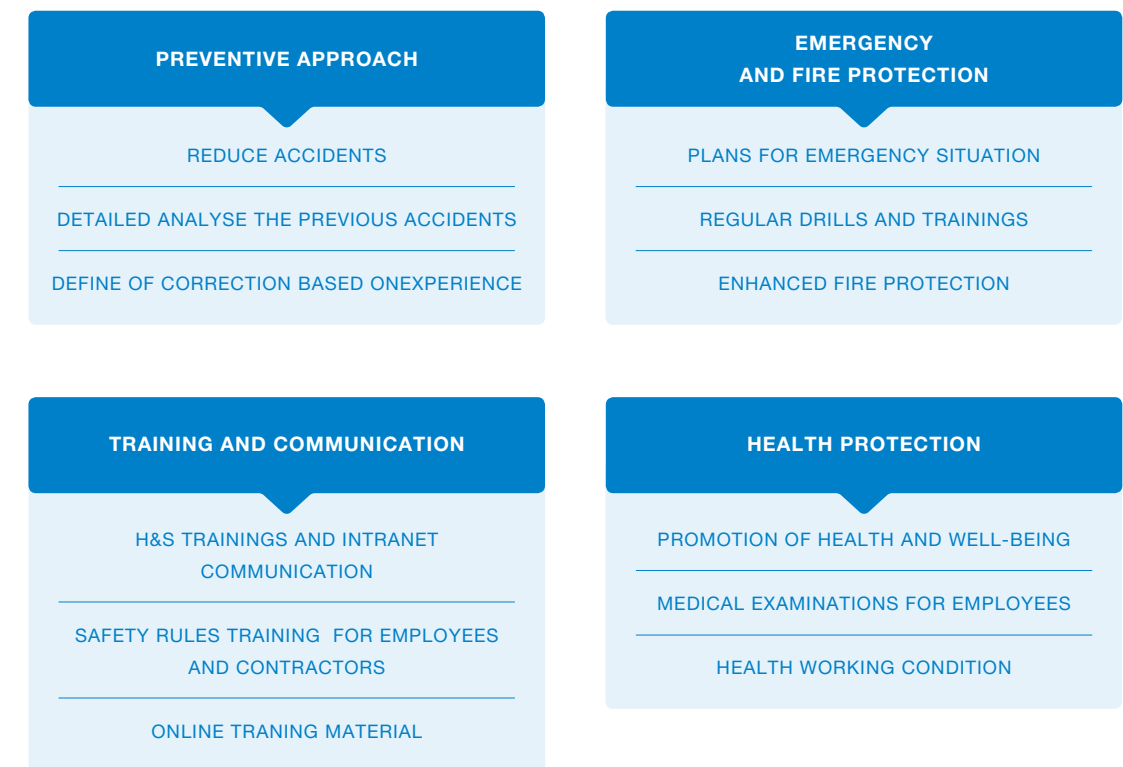 PREVENTIVE APPROACH
REDUCE ACCIDENTS
DETAILED ANALYSE THE PREVIOUS ACCIDENTS
DEFINE OF CORRECTION BASED ONEXPERIENCE
EMERGENCY
AND FIRE PROTECTION
PLANS FOR EMERGENCY SITUATION
REGULAR DRILLS AND TRAININGS
ENHANCED FIRE PROTECTION
TRAINING AND COMMUNICATION
H&S TRAININGS AND INTRANET
COMMUNICATION
SAFETY RULES TRAINING  FOR EMPLOYEES
AND CONTRACTORS
ONLINE TRANING MATERIAL
HEALTH PROTECTION
PROMOTION OF HEALTH AND WELL-BEING
MEDICAL EXAMINATIONS FOR EMPLOYEES
HEALTH WORKING CONDITION